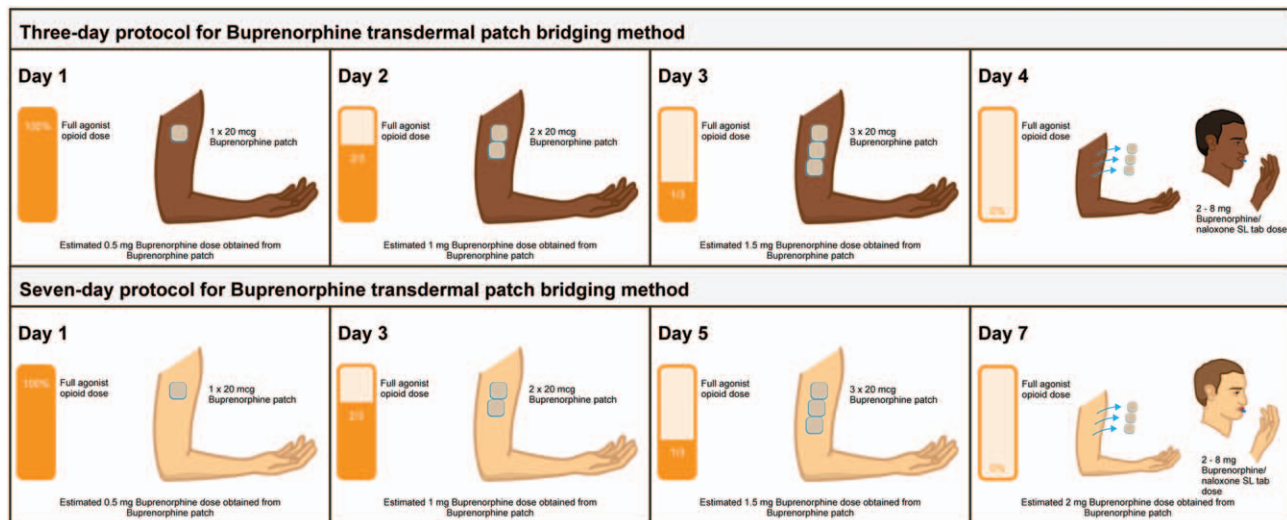 Three-day protocol for Buprenorphine transdermal patch bridging method
Day 1
100%
Full agonist
opioid dose
1 x 20 mcg
Buprenorphine patch
Estimated 0.5 mg Buprenorphine dose obtained from
Buprenorphine patch
Day 2
2/3
Full agonist
opioid dose
2 x 20 mcg
Buprenorphine patch
Estimated 1 mg Buprenorphine dose obtained from
Buprenorphine patch
Day 3
1/3
Full agonist
opioid dose
3 x 20 mcg
Buprenorphine patch
Estimated 1.5 mg Buprenorphine dose obtained from
Buprenorphine patch
Day 4
0%
Full agonist
opioid dose
2 - 8 mg
Buprenorphine/
naloxone SL tab dose
Seven-day protocol for Buprenorphine transdermal patch bridging method
Day 1
100%
Full agonist
opioid dose
1 x 20 mcg
Buprenorphine patch
Estimated 0.5 mg Buprenorphine dose obtained from
Buprenorphine patch
Day 3
2/3
Full agonist
opioid dose
2 x 20 mcg
Buprenorphine patch
Estimated 1 mg Buprenorphine dose obtained from
Buprenorphine patch
Day 5
1/3
Full agonist
opioid dose
3 x 20 mcg
Buprenorphine patch
Estimated 1.5 mg Buprenorphine dose obtained from
Buprenorphine patch
Day 7
0%
Full agonist
opioid dose
2 - 8 mg
Buprenorphine/
naloxone SL tab
dose
Estimated 2 mg Buprenorphine dose obtained from
Buprenorphine patch